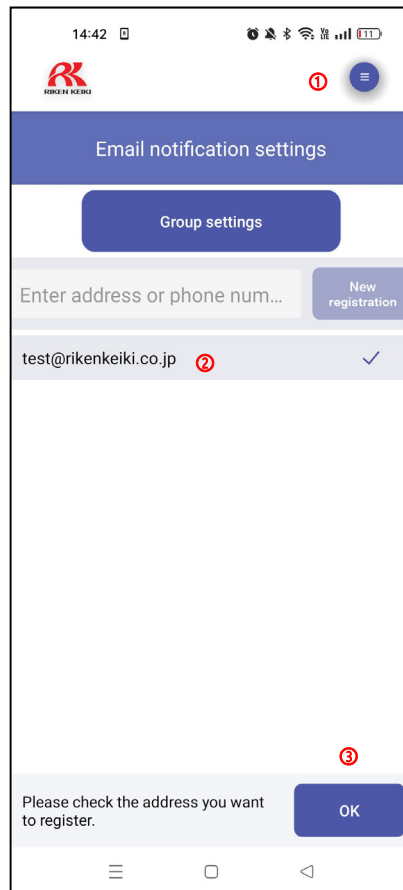 14:42
11
RIKEN KEIKI
①
Email notification settings
Group settings
Enter address or phone num...
New
registration
test@rikenkeiki.co.jp ②
③
Please check the address you want
to register.
OK